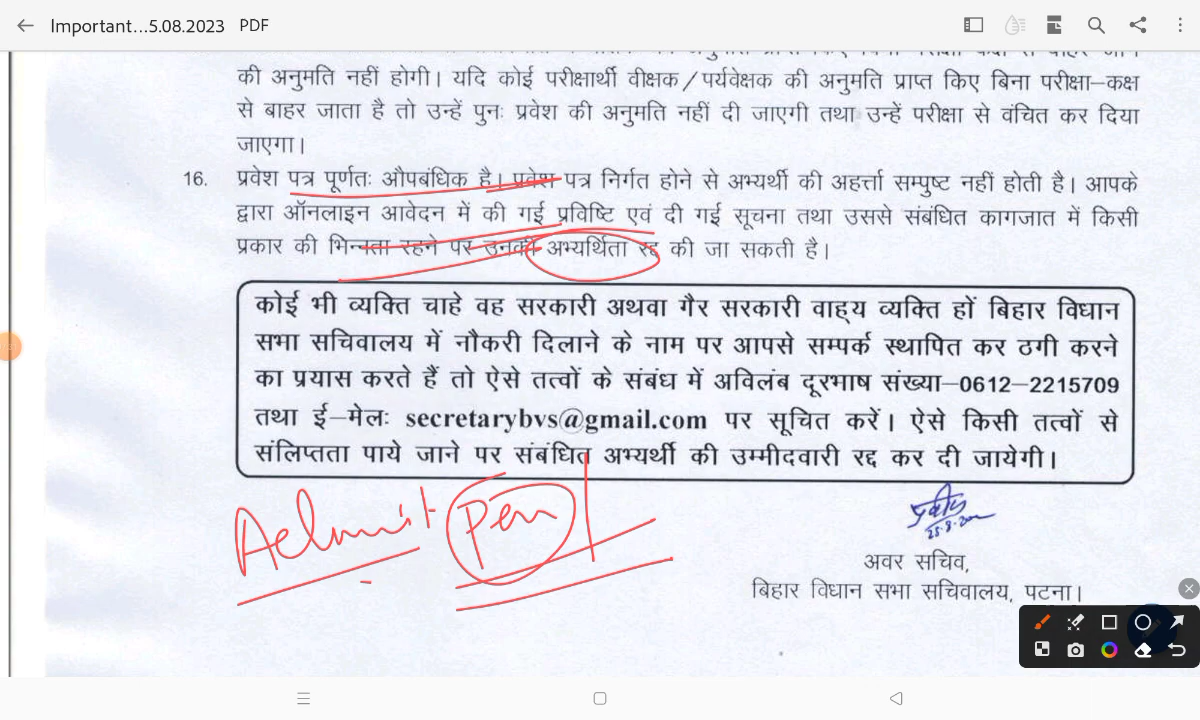 Important...5.08.2023 PDF
की अनुमति नहीं होगी। यदि कोई परीक्षार्थी वीक्षक/पर्यवेक्षक की अनुमति प्राप्त किए बिना परीक्षा–कक्ष
से बाहर जाता है तो उन्हें पुनः प्रवेश की अनुमति नहीं दी जाएगी तथा उन्हें परीक्षा से वंचित कर दिया
जाएगा।
16. प्रवेश पत्र पूर्णतः औपबंधिक है। प्रवेश पत्र निर्गत होने से अभ्यर्थी की अहर्त्ता सम्पुष्ट नहीं होती है। आपके
द्वारा ऑनलाइन आवेदन में की गई प्रविष्टि एवं दी गई सूचना तथा उससे संबंधित कागजात में किसी
प्रकार की भिन्नता रहने पर उनकी अभ्यर्थिता रद्द की जा सकती है।
कोई भी व्यक्ति चाहे वह सरकारी अथवा गैर सरकारी वाह्य व्यक्ति हों बिहार विधान
सभा सचिवालय में नौकरी दिलाने के नाम पर आपसे सम्पर्क स्थापित कर ठगी करने
का प्रयास करते हैं तो ऐसे तत्वों के संबंध में अविलंब दूरभाष संख्या–0612–2215709
तथा ई–मेलः secretarybvs@gmail.com पर सूचित करें। ऐसे किसी तत्वों से
संलिप्तता पाये जाने पर संबंधित अभ्यर्थी की उम्मीदवारी रद्द कर दी जायेगी।
Admit Pen
अवर सचिव,
बिहार विधान सभा सचिवालय, पटना।